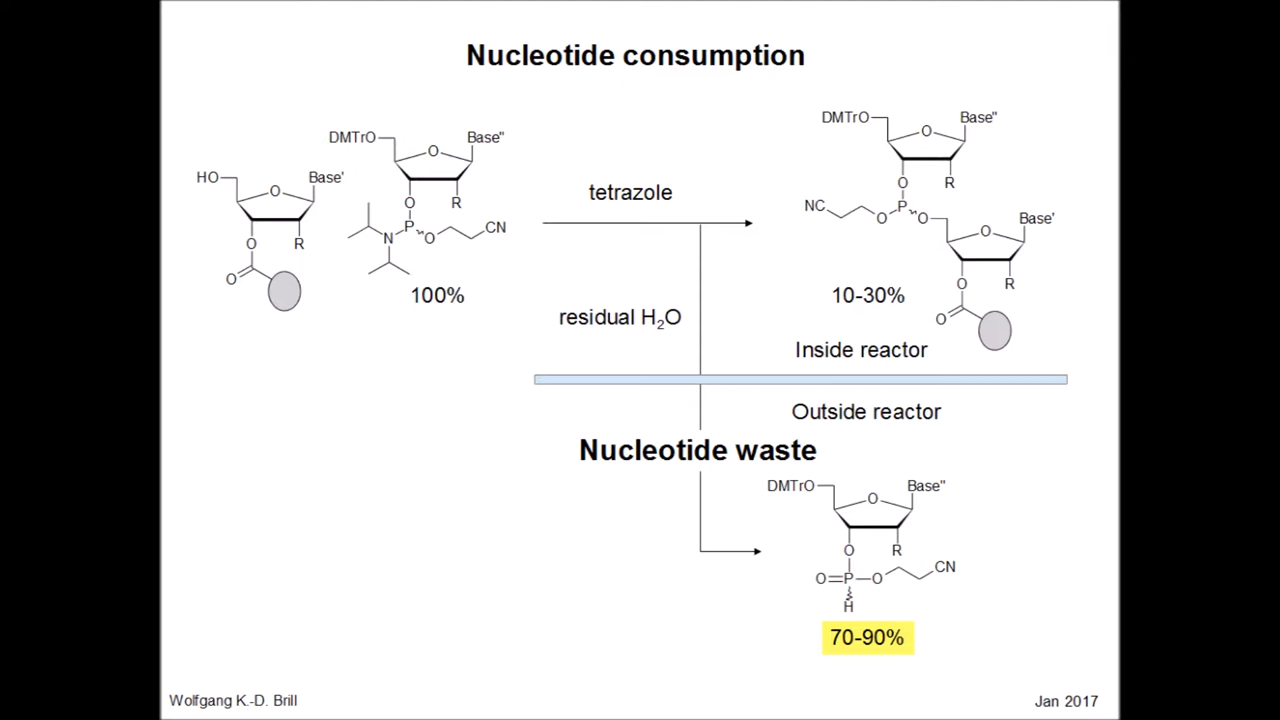 Nucleotide consumption
HO
Base'
O
R
O
O
DMTrO
Base"
O
O
R
P
N
O
CN
100%
tetrazole
residual H₂O
DMTrO
Base"
O
O
R
NC
O
P
O
Base'
O
O
R
O
10-30%
Inside reactor
Outside reactor
Nucleotide waste
DMTrO
Base"
O
O
R
O=P—O
CN
H
70-90%
Wolfgang K.-D. Brill
Jan 2017